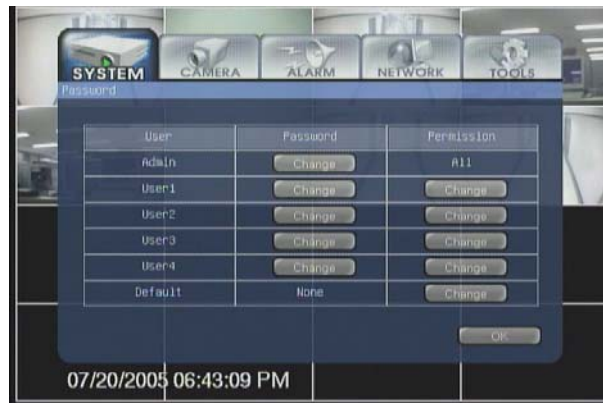 SYSTEM CAMERA ALARM NETWORK TOOLS
Password
User Password Permission
Admin Change All
User1 Change Change
User2 Change Change
User3 Change Change
User4 Change Change
Default None Change
OK
07/20/2005 06:43:09 PM